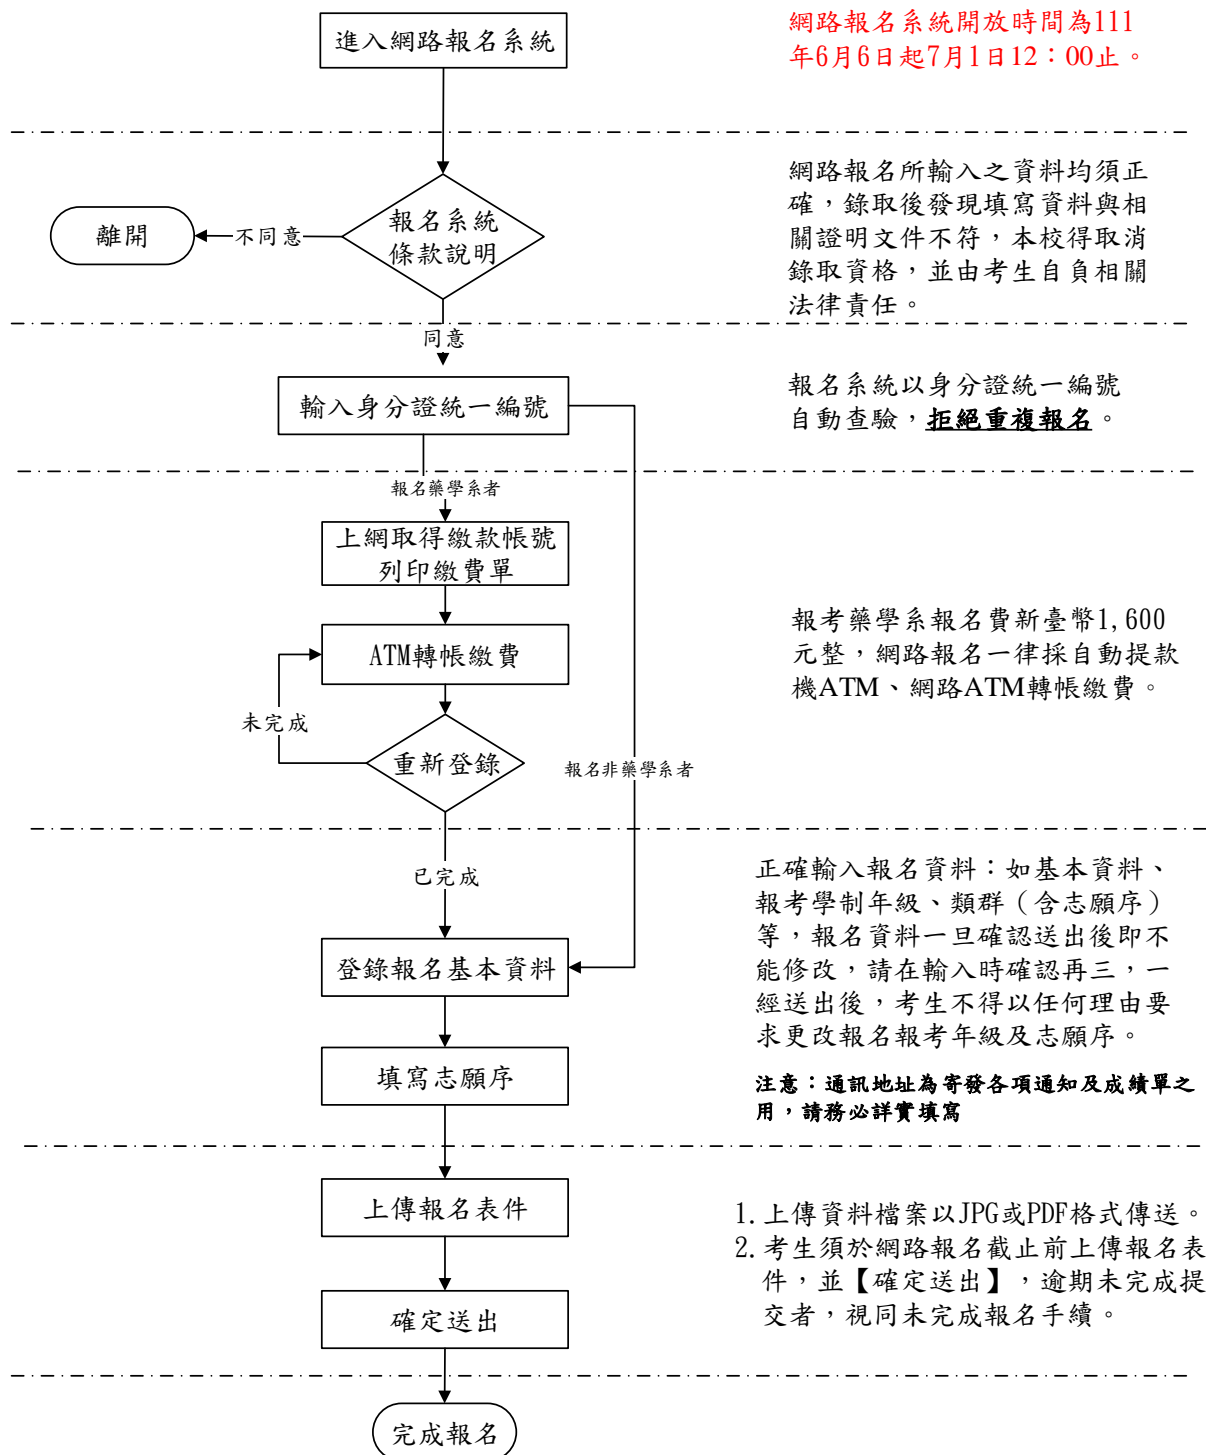 進入網路報名系統
網路報名系統開放時間為111
年6月6日起7月1日12：00止。
報名系統
條款說明
不同意
離開
網路報名所輸入之資料均須正
確，錄取後發現填寫資料與相
關證明文件不符，本校得取消
錄取資格，並由考生自負相關
法律責任。
同意
輸入身分證統一編號
報名系統以身分證統一編號
自動查驗，拒絕重複報名。
報名藥學系者
上網取得繳款帳號
列印繳費單
ATM轉帳繳費
未完成
重新登錄
報名非藥學系者
報考藥學系報名費新臺幣1,600
元整，網路報名一律採自動提款
機ATM、網路ATM轉帳繳費。
已完成
登錄報名基本資料
填寫志願序
正確輸入報名資料：如基本資料、
報考學制年級、類群（含志願序）
等，報名資料一旦確認送出後即不
能修改，請在輸入時確認再三，一
經送出後，考生不得以任何理由要
求更改報名報考年級及志願序。
注意：通訊地址為寄發各項通知及成績單之
用，請務必詳實填寫
上傳報名表件
確定送出
1.上傳資料檔案以JPG或PDF格式傳送。
2.考生須於網路報名截止前上傳報名表
件，並【確定送出】，逾期未完成提
交者，視同未完成報名手續。
完成報名